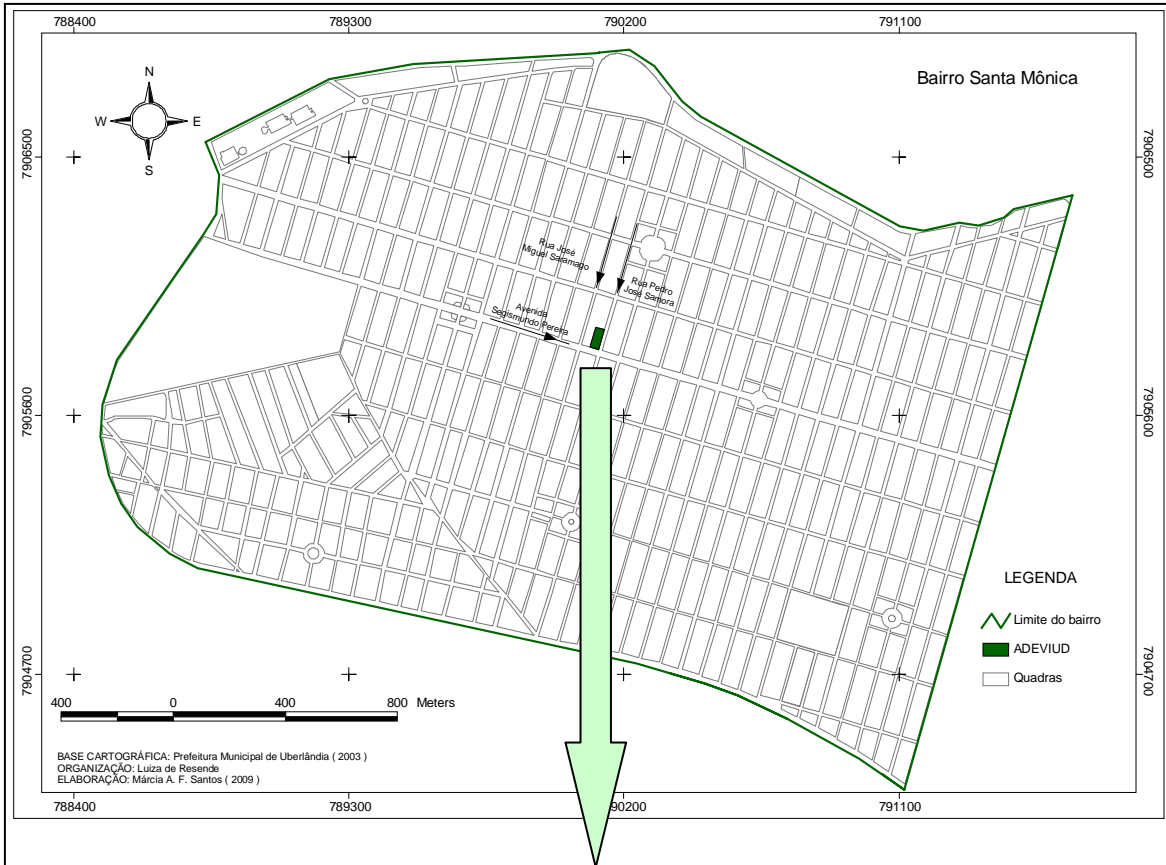 788400
789300
790200
791100
Bairro Santa Mônica
N
W
E
S
7906500
7906500
Rua José
Miguel Saramago
Rua Pedro
José Samora
Avenida
Segismundo Pereira
7905600
7905600
LEGENDA
Limite do bairro
ADEVIUD
Quadras
7904700
7904700
400
0
400
800
Meters
BASE CARTOGRÁFICA: Prefeitura Municipal de Uberlândia ( 2003 )
ORGANIZAÇÃO: Luiza de Resende
ELABORAÇÃO: Márcia A. F. Santos ( 2009 )
788400
789300
790200
791100